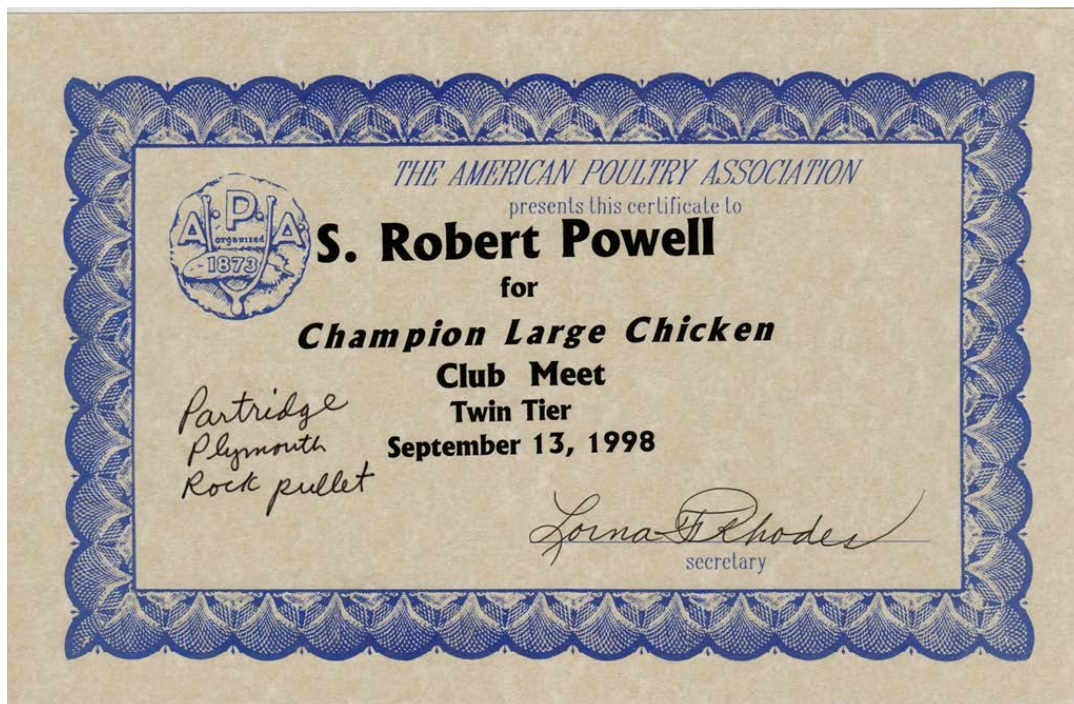 THE AMERICAN POULTRY ASSOCIATION
presents this certificate to
A.P.A.
organized
1873
S. Robert Powell
for
Champion Large Chicken
Club Meet
Twin Tier
September 13, 1998
Partridge
Plymouth
Rock pullet
Lorna F Rhodes
secretary